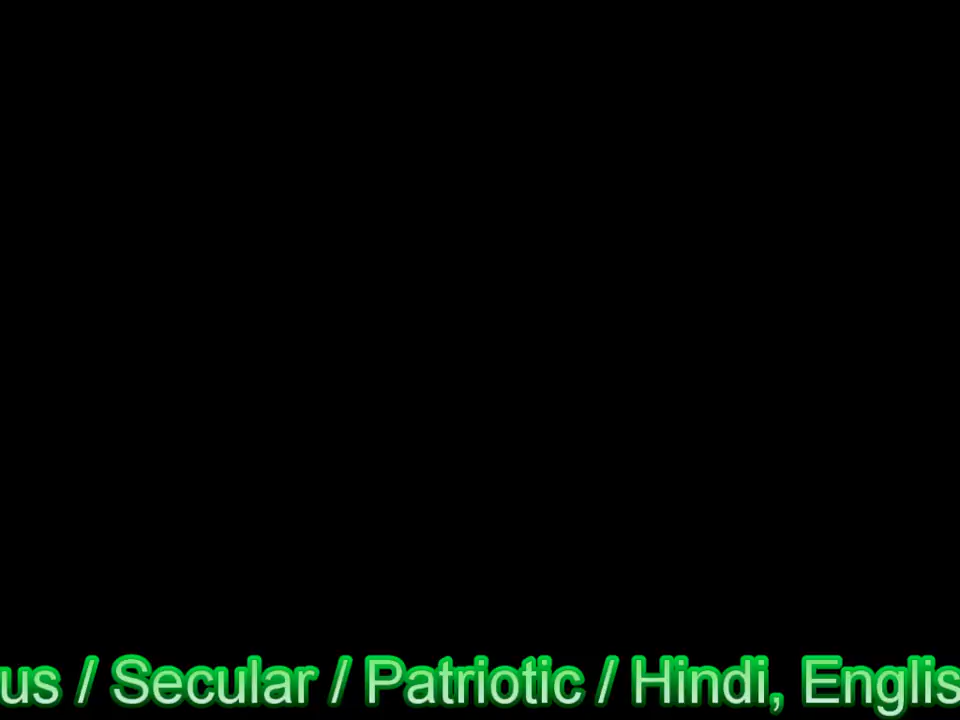 us / Secular / Patriotic / Hindi, Englis